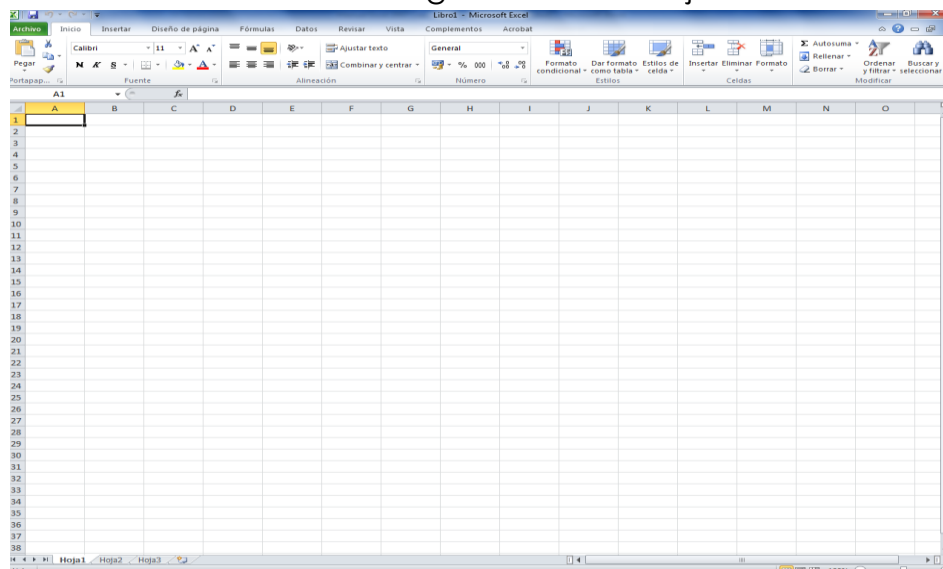 Libro1 - Microsoft Excel
Archivo Inicio Insertar Diseño de página Fórmulas Datos Revisar Vista Complementos Acrobat
Pegar
Calibri 11
N K S
Ajustar texto
Combinar y centrar
General
% 000
Formato condicional
Dar formato como tabla
Estilos de celda
Insertar Eliminar Formato
Σ Autosuma
Rellenar
Borrar
Ordenar y filtrar
Buscar y seleccionar
Portapap... Fuente Alineación Número Estilos Celdas Modificar
A1 fx
A B C D E F G H I J K L M N O
1
2
3
4
5
6
7
8
9
10
11
12
13
14
15
16
17
18
19
20
21
22
23
24
25
26
27
28
29
30
31
32
33
34
35
36
37
38
Hoja1 Hoja2 Hoja3